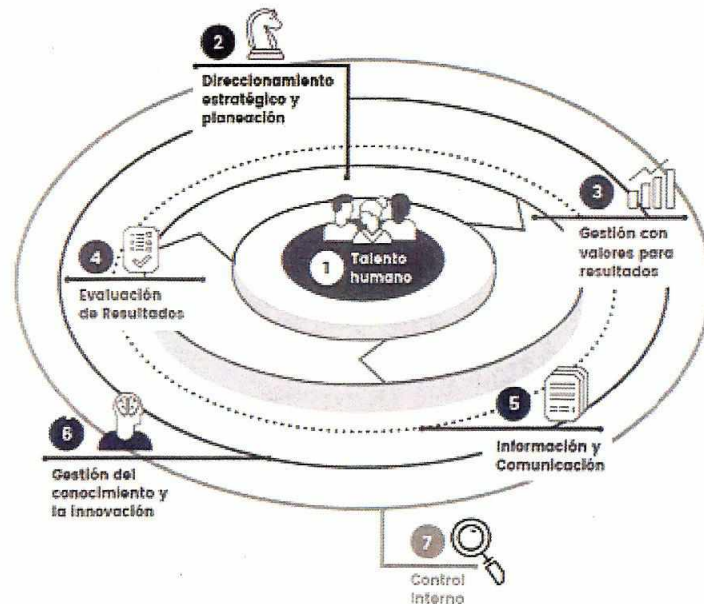 2
Direccionamiento
estratégico y
planeación
3
Gestión con
valores para
resultados
1
Talento
humano
4
Evaluación
de Resultados
5
Información y
Comunicación
6
Gestión del
conocimiento y
la innovación
7
Control
Interno